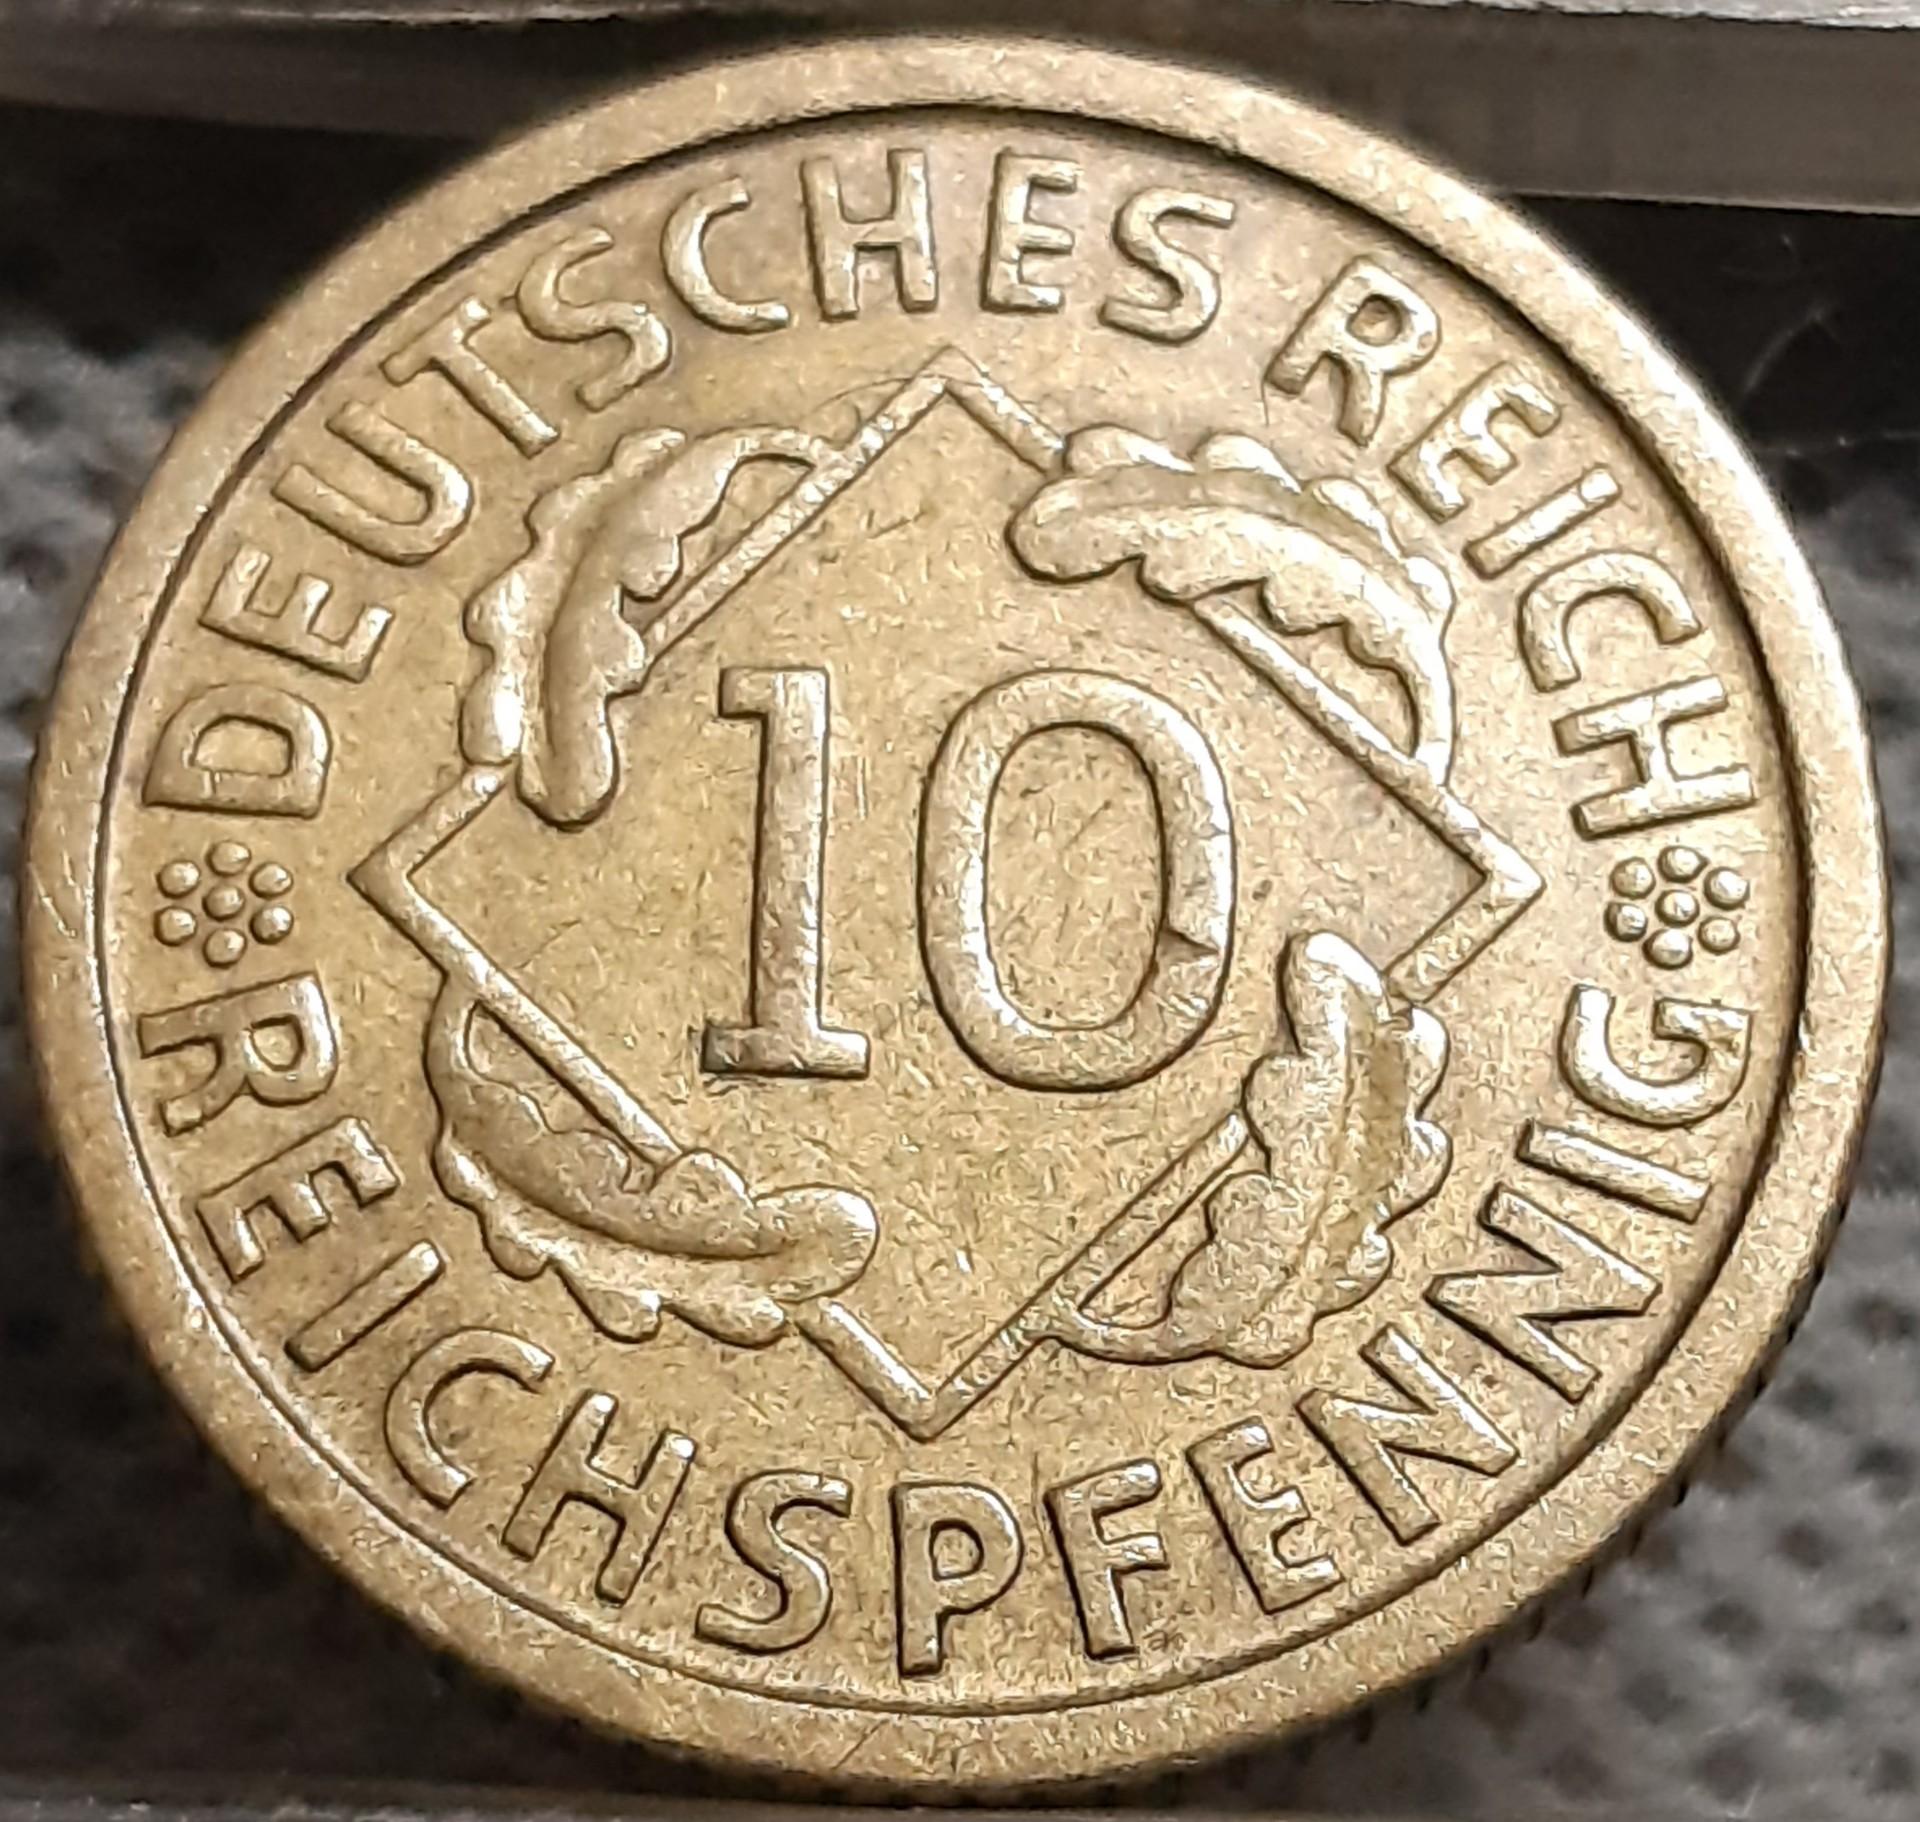 DEUTSCHES REICH
10
REICHSPFENNIG